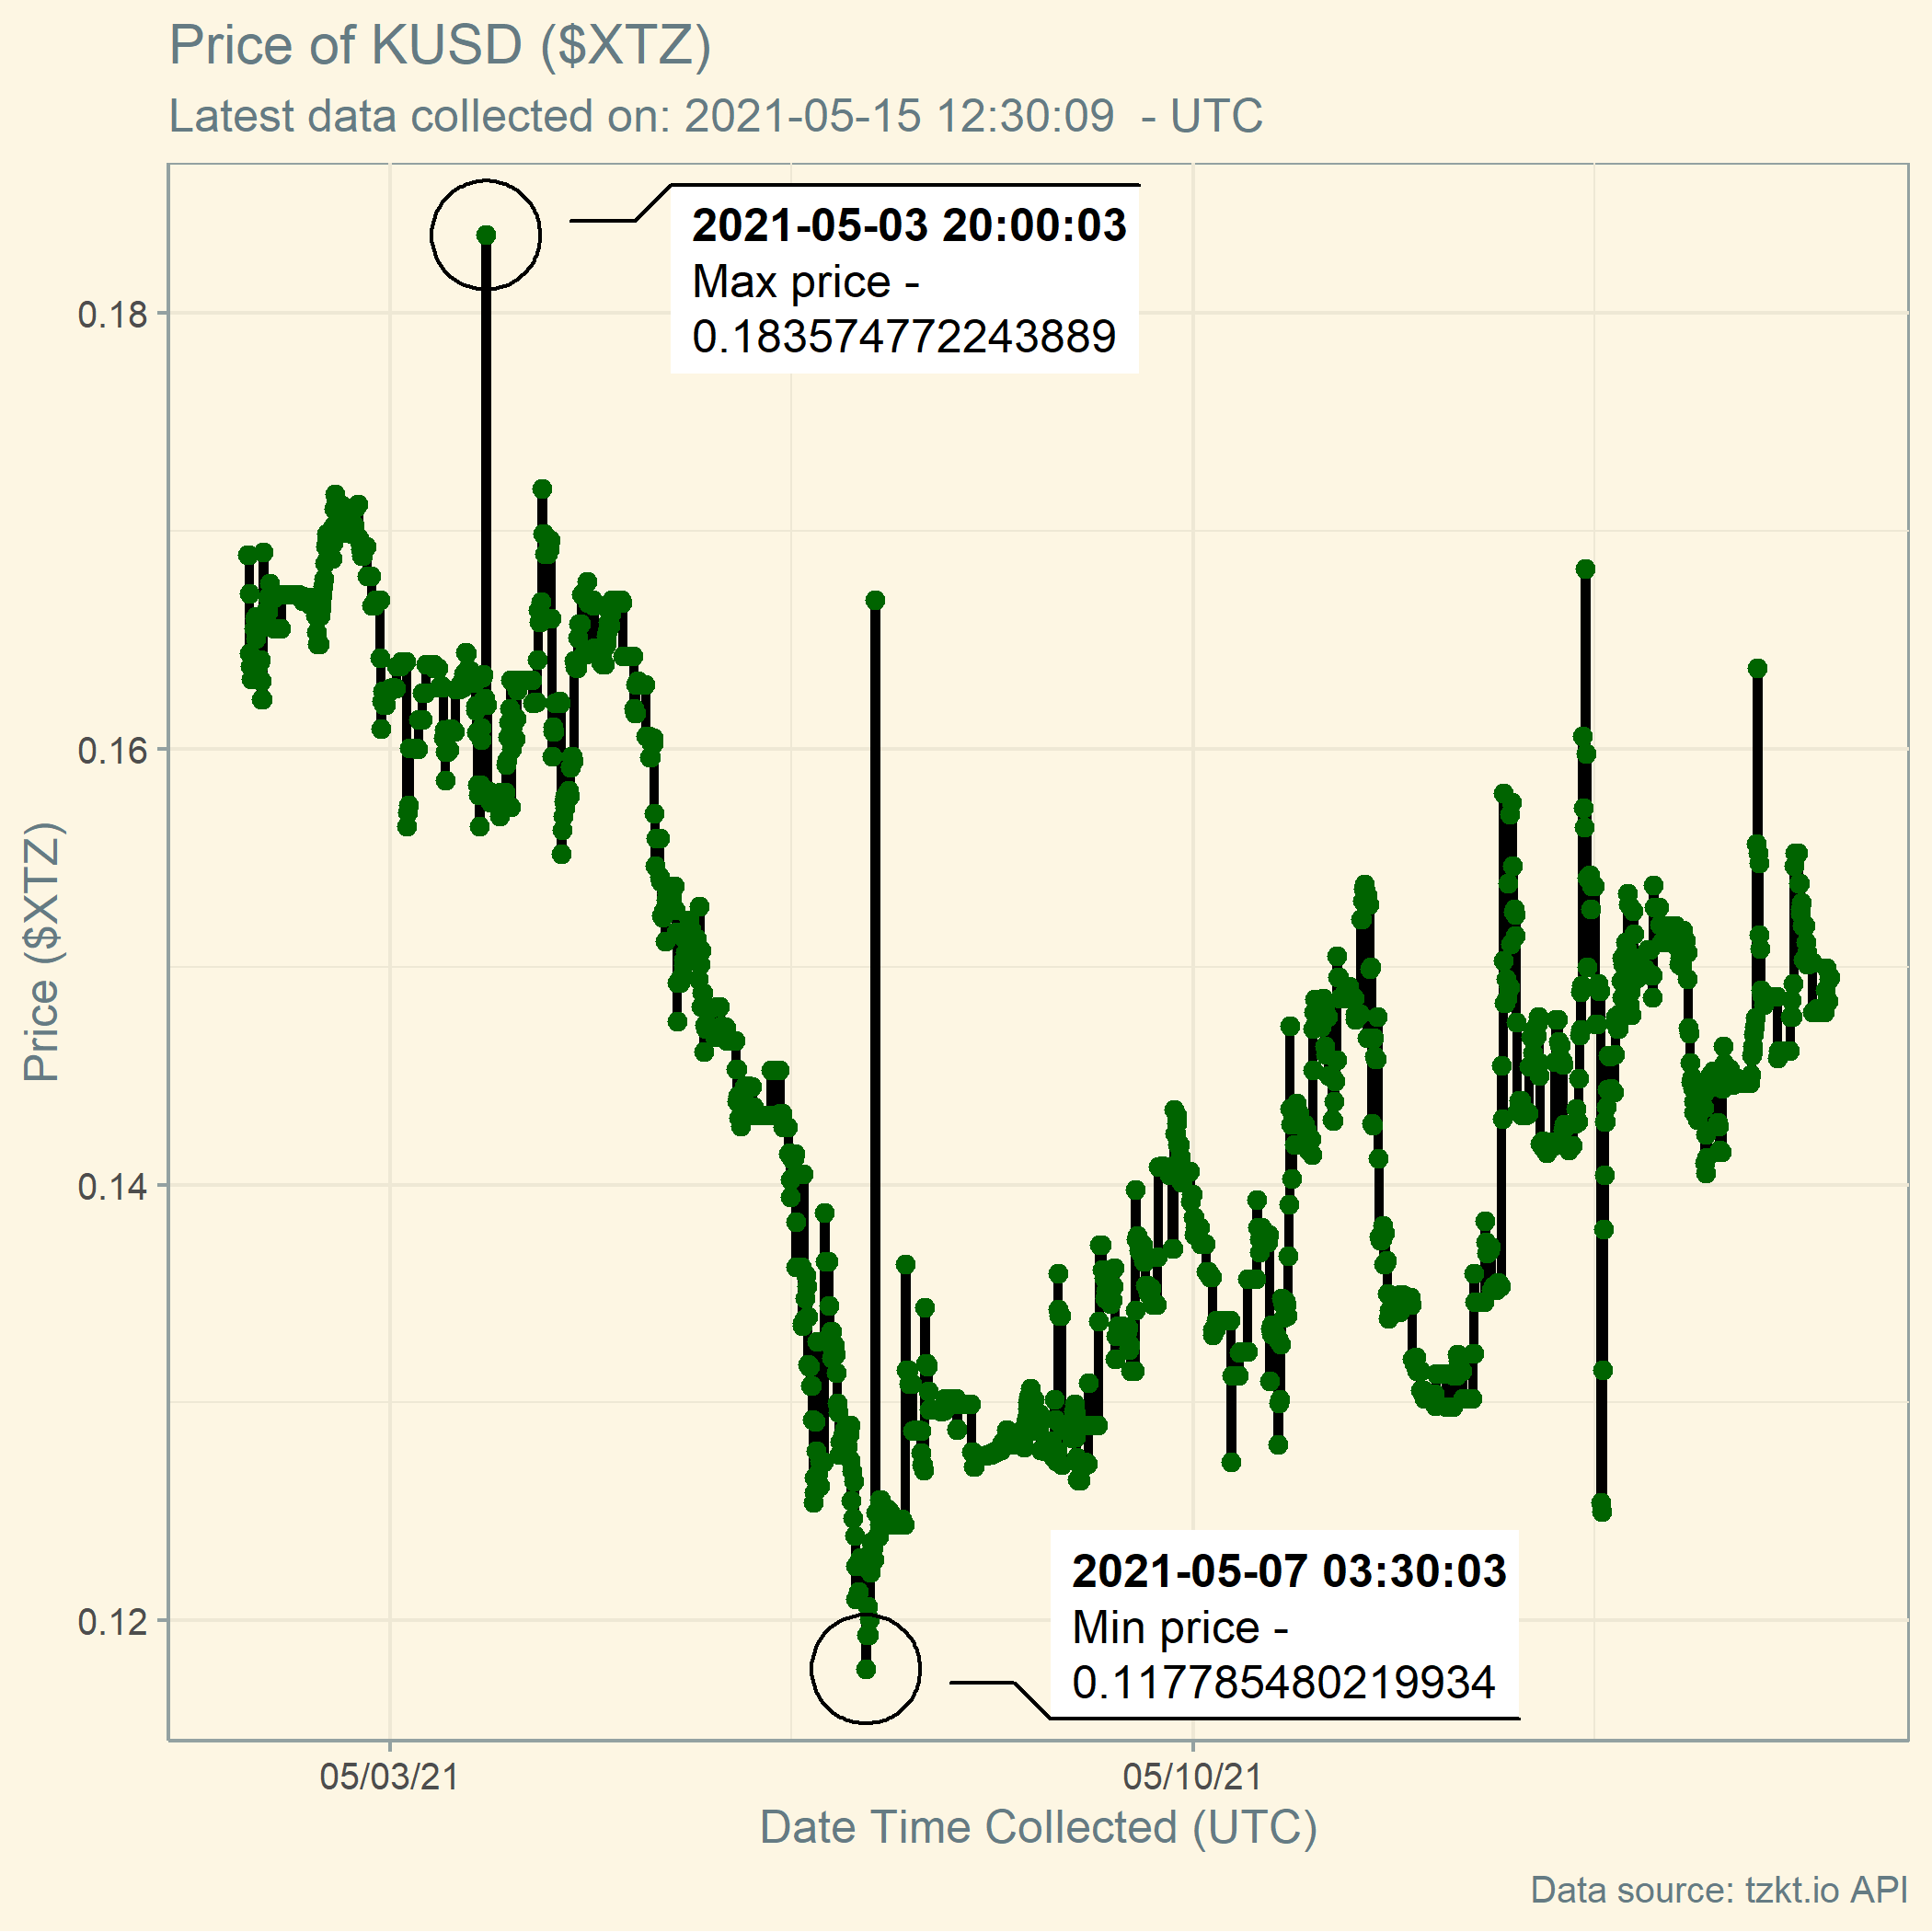 Price of KUSD ($XTZ)
Latest data collected on: 2021-05-15 12:30:09  - UTC
2021-05-03 20:00:03
Max price -
0.183574772243889
0.18
0.16
Price ($XTZ)
0.14
0.12
2021-05-07 03:30:03
Min price -
0.117785480219934
05/03/21
05/10/21
Date Time Collected (UTC)
Data source: tzkt.io API